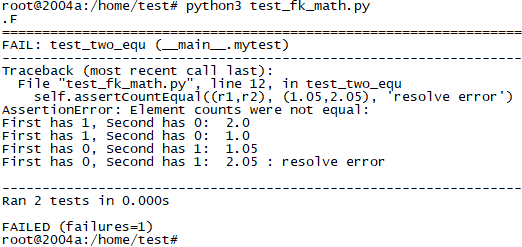 root@2004a:/home/test# python3 test_fk_math.py
.F
======================================================================
FAIL: test_two_equ (__main__.mytest)
----------------------------------------------------------------------
Traceback (most recent call last):
  File "test_fk_math.py", line 12, in test_two_equ
    self.assertCountEqual((r1,r2), (1.05,2.05), 'resolve error')
AssertionError: Element counts were not equal:
First has 1, Second has 0:  2.0
First has 1, Second has 0:  1.0
First has 0, Second has 1:  1.05
First has 0, Second has 1:  2.05 : resolve error

----------------------------------------------------------------------
Ran 2 tests in 0.000s

FAILED (failures=1)
root@2004a:/home/test#